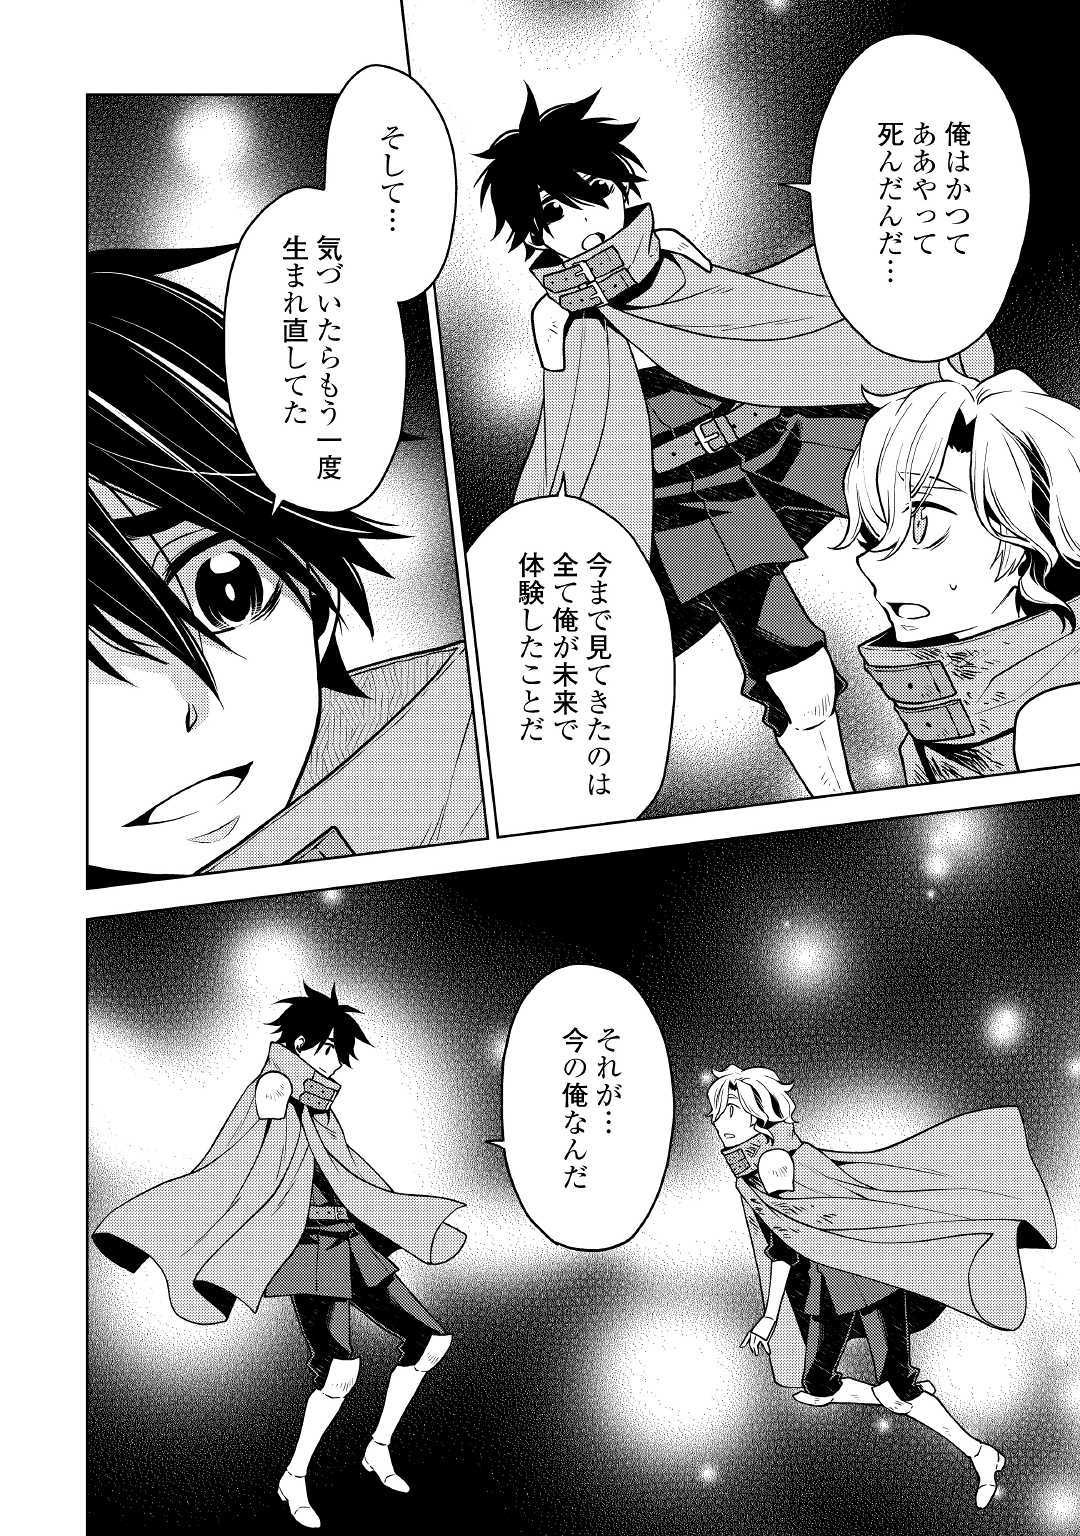 俺はかつて
ああやって
死んだんだ…
今まで見てきたのは
全て俺が未来で
体験したことだ
そして…
気づいたらもう一度
生まれ直してた
それが…
今の俺なんだ